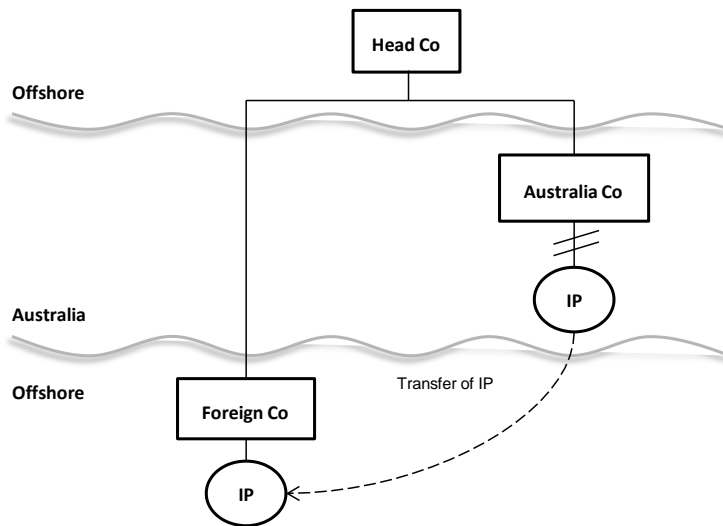 Head Co
Offshore
Australia Co
IP
Australia
Offshore
Transfer of IP
Foreign Co
IP